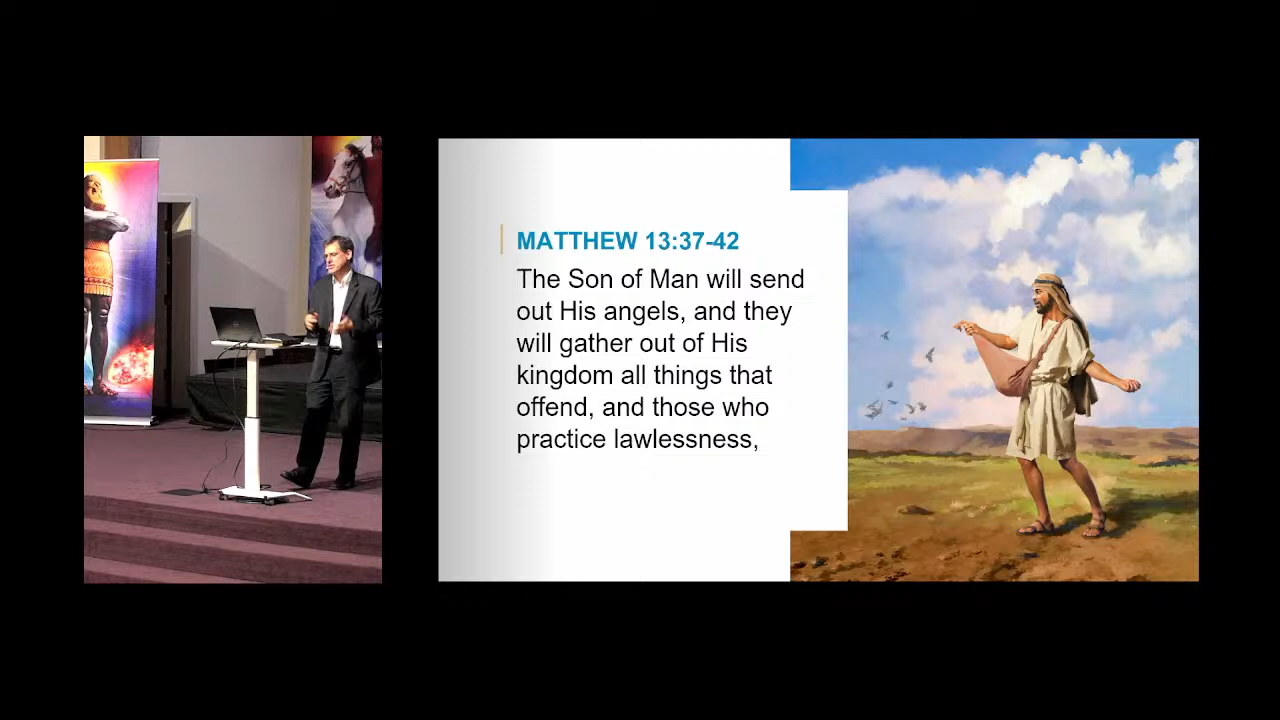 MATTHEW 13:37-42
The Son of Man will send
out His angels, and they
will gather out of His
kingdom all things that
offend, and those who
practice lawlessness,